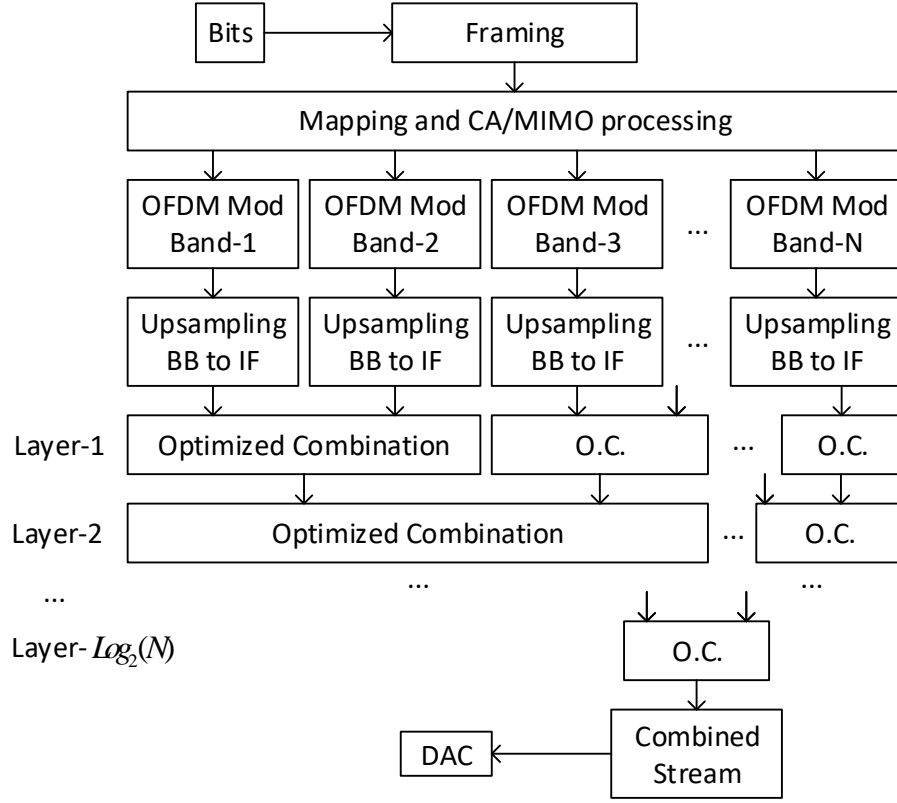 Bits
Framing
Mapping and CA/MIMO processing
OFDM Mod
Band-1
OFDM Mod
Band-2
OFDM Mod
Band-3
...
OFDM Mod
Band-N
Upsampling
BB to IF
Upsampling
BB to IF
Upsampling
BB to IF
...
Upsampling
BB to IF
Layer-1
Optimized Combination
O.C.
...
O.C.
Layer-2
Optimized Combination
...
O.C.
...
...
...
Layer- Log₂(N)
O.C.
DAC
Combined
Stream